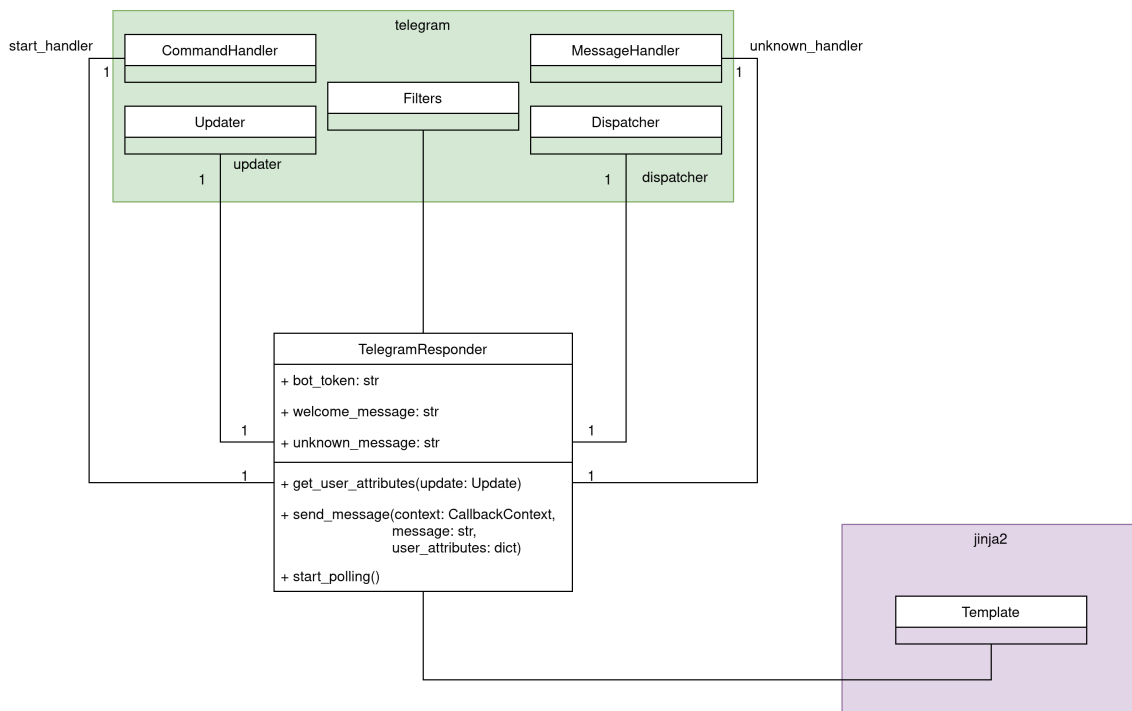 telegram
start_handler
CommandHandler
MessageHandler
unknown_handler
1
1
Filters
Updater
Dispatcher
updater
1
1
dispatcher
TelegramResponder
+ bot_token: str
+ welcome_message: str
1
1
+ unknown_message: str
1
1
+ get_user_attributes(update: Update)
+ send_message(context: CallbackContext,
message: str,
user_attributes: dict)
+ start_polling()
jinja2
Template